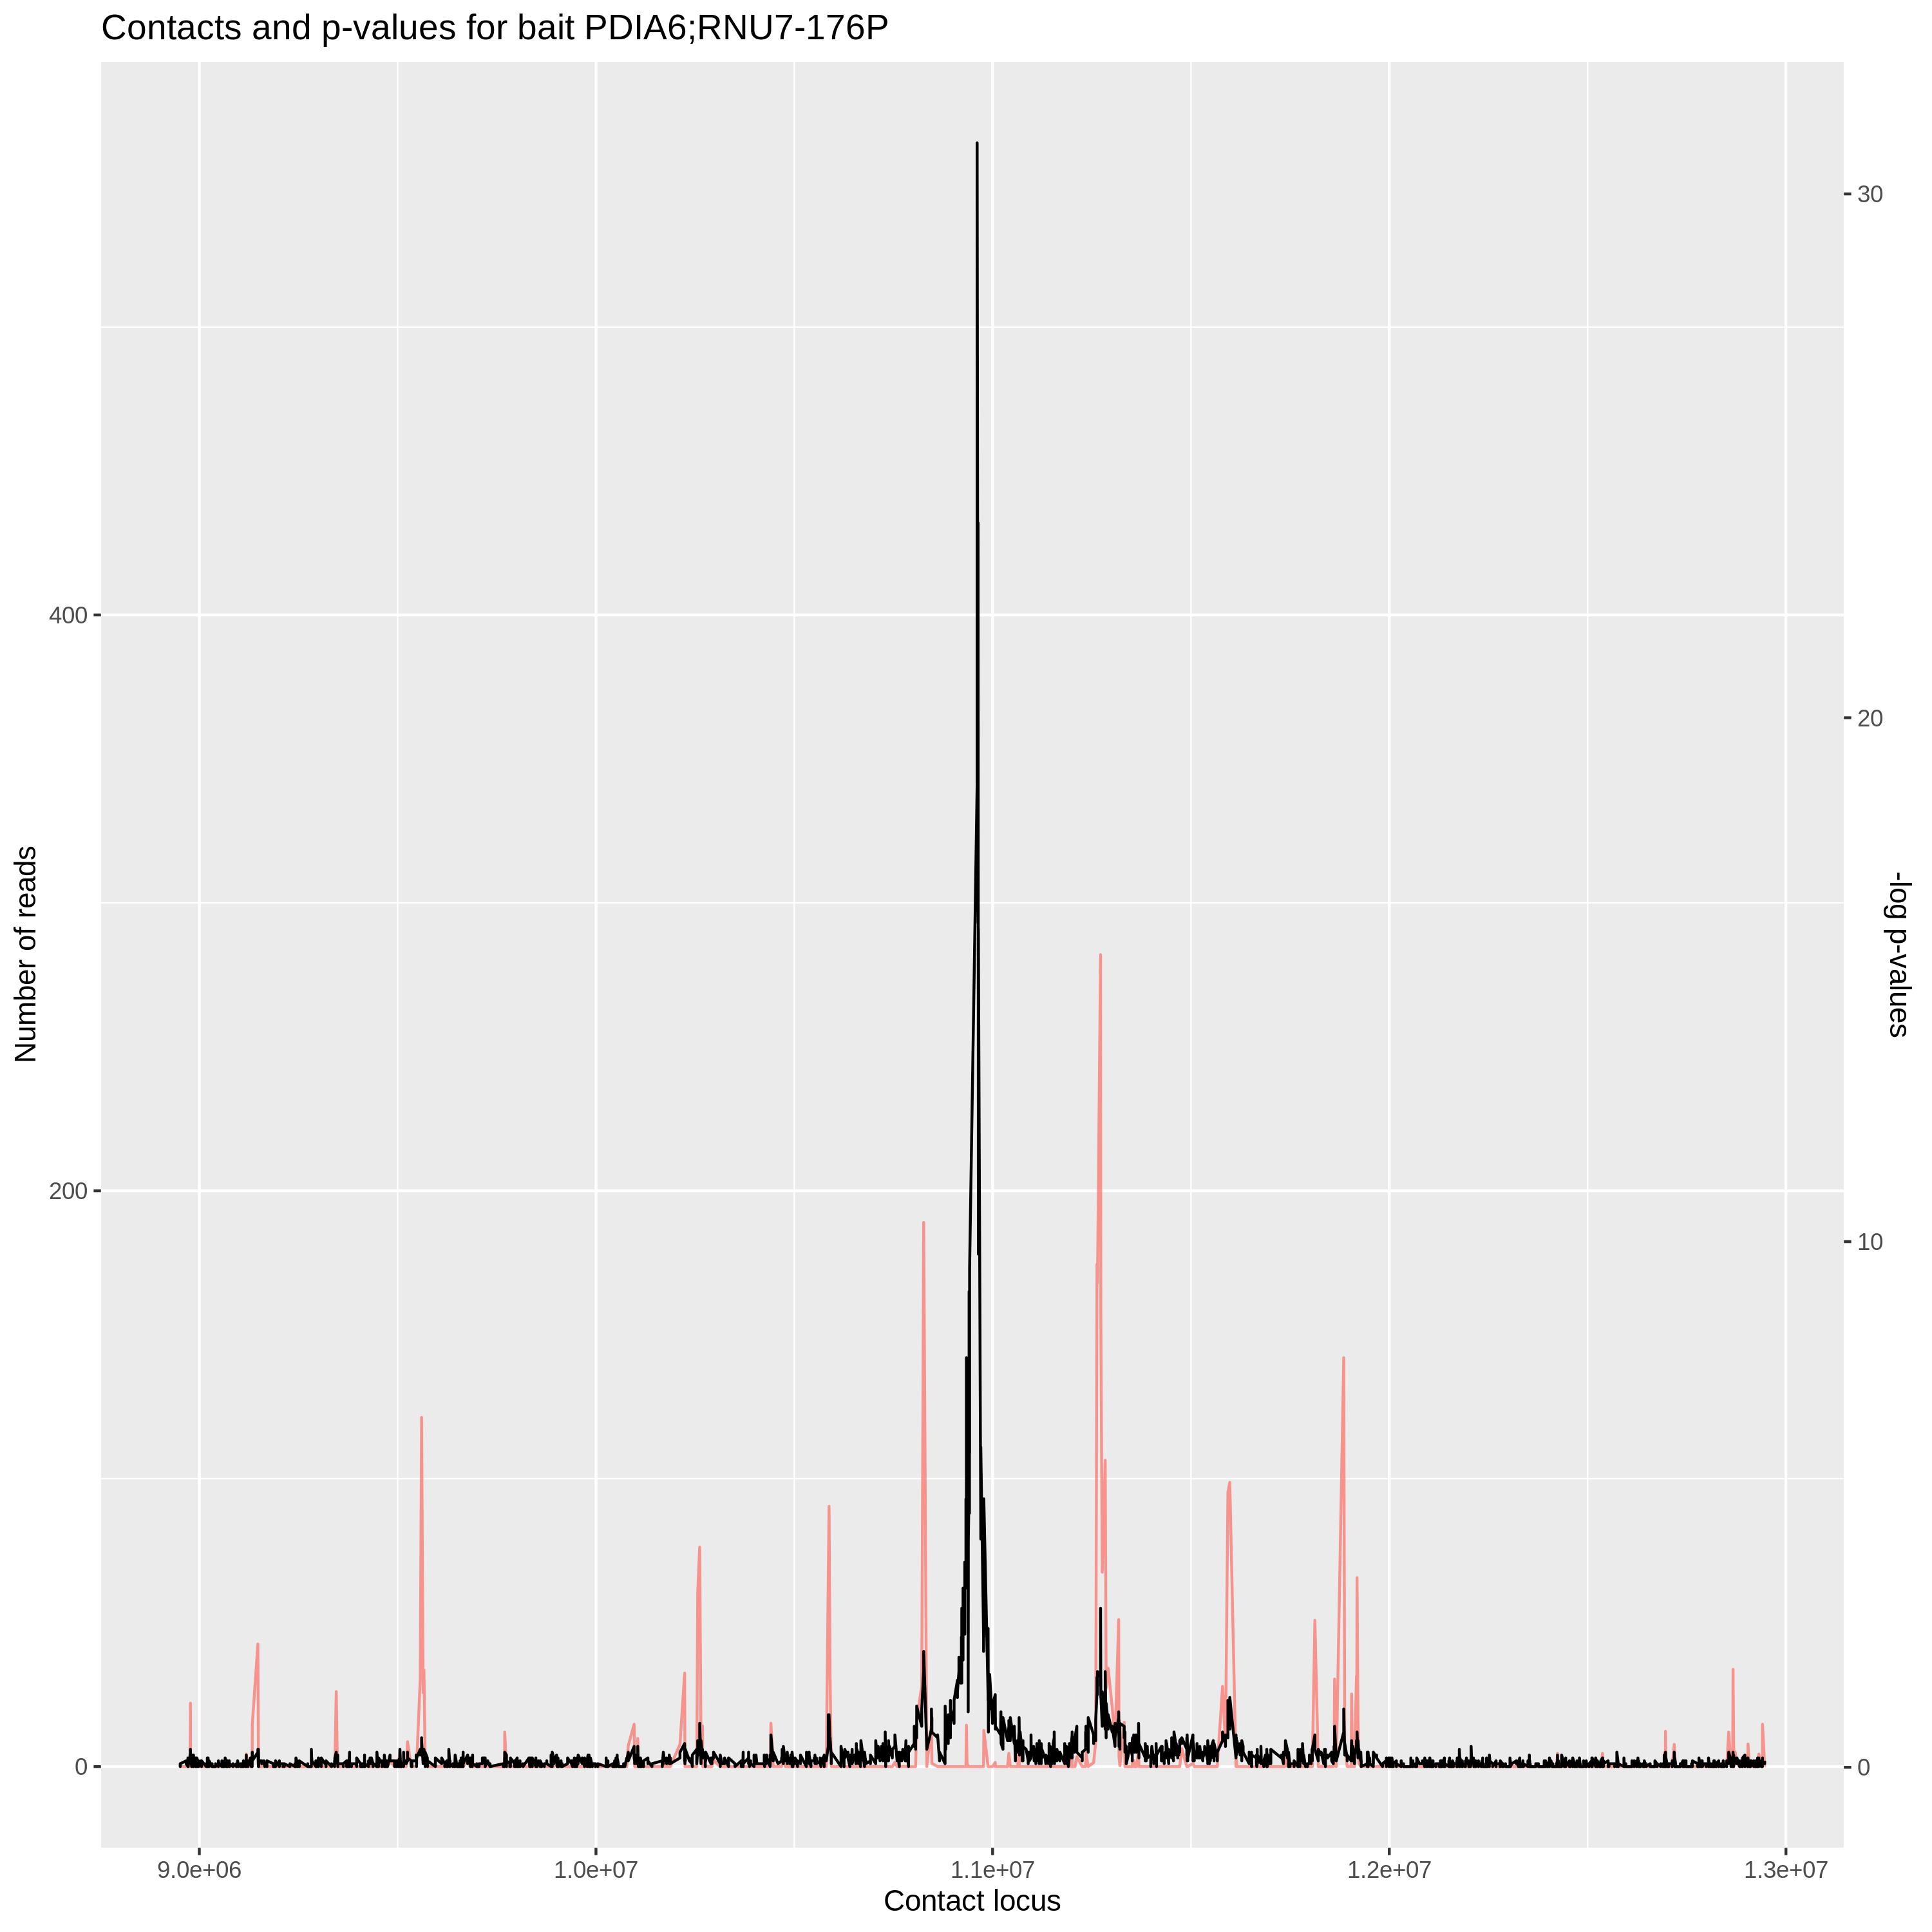 Contacts and p-values for bait PDIA6;RNU7-176P
Number of reads
400
200
0
30
20
10
0
-log p-values
9.0e+06 1.0e+07 1.1e+07 1.2e+07 1.3e+07
Contact locus